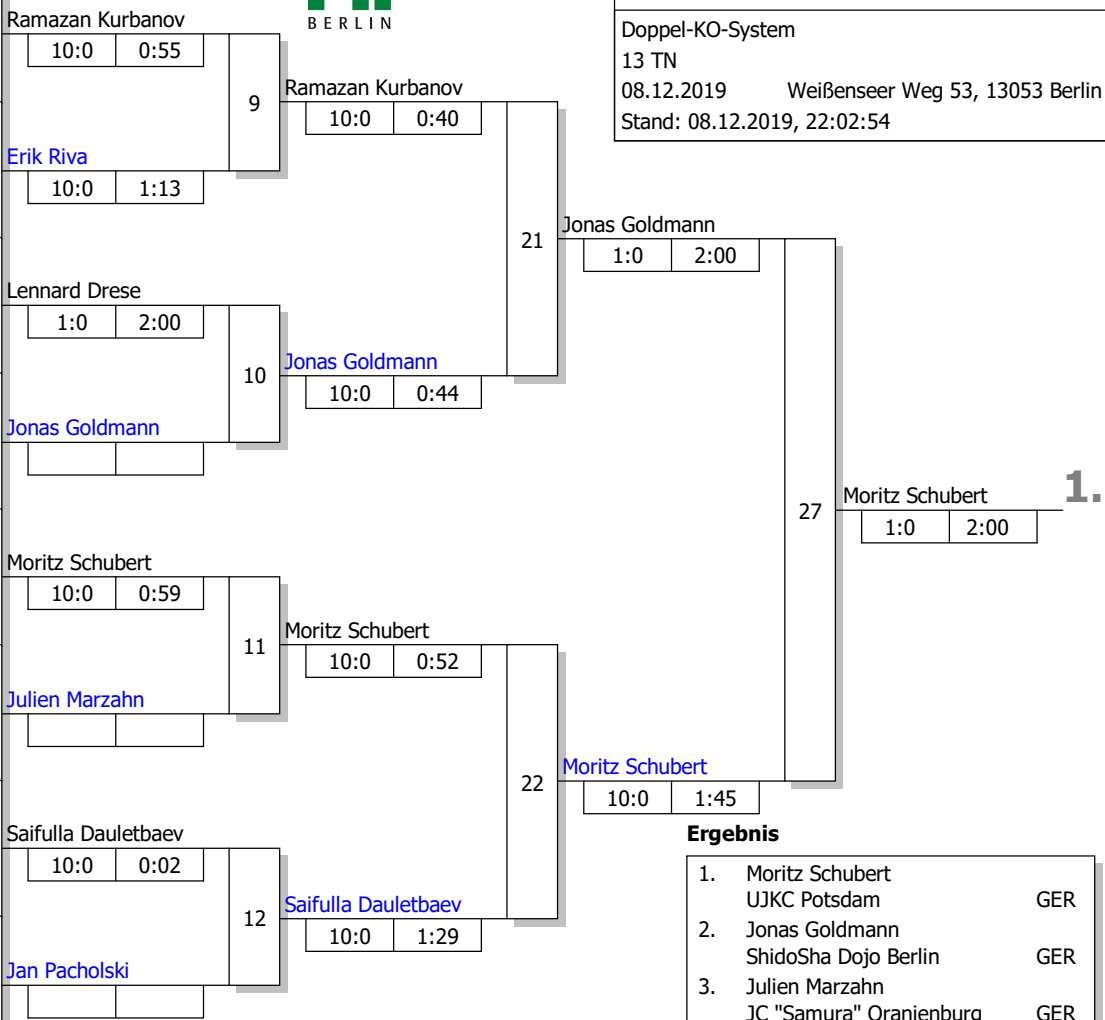 BERLIN
Doppel-KO-System
13 TN
08.12.2019 Weißenseer Weg 53, 13053 Berlin
Stand: 08.12.2019, 22:02:54
Ramazan Kurbanov
10:0 0:55
9
Erik Riva
10:0 1:13
Lennard Drese
1:0 2:00
10
Jonas Goldmann
Moritz Schubert
10:0 0:59
11
Julien Marzahn
Saifulla Dauletbaev
10:0 0:02
12
Jan Pacholski
Ramazan Kurbanov
10:0 0:40
21
Jonas Goldmann
10:0 0:44
Moritz Schubert
10:0 0:52
22
Saifulla Dauletbaev
10:0 1:29
Jonas Goldmann
1:0 2:00
27
Moritz Schubert
10:0 1:45
Moritz Schubert 1.
1:0 2:00
Ergebnis
1. Moritz Schubert
UJKC Potsdam GER
2. Jonas Goldmann
ShidoSha Dojo Berlin GER
3. Julien Marzahn
JC "Samura" Oranienburg GER